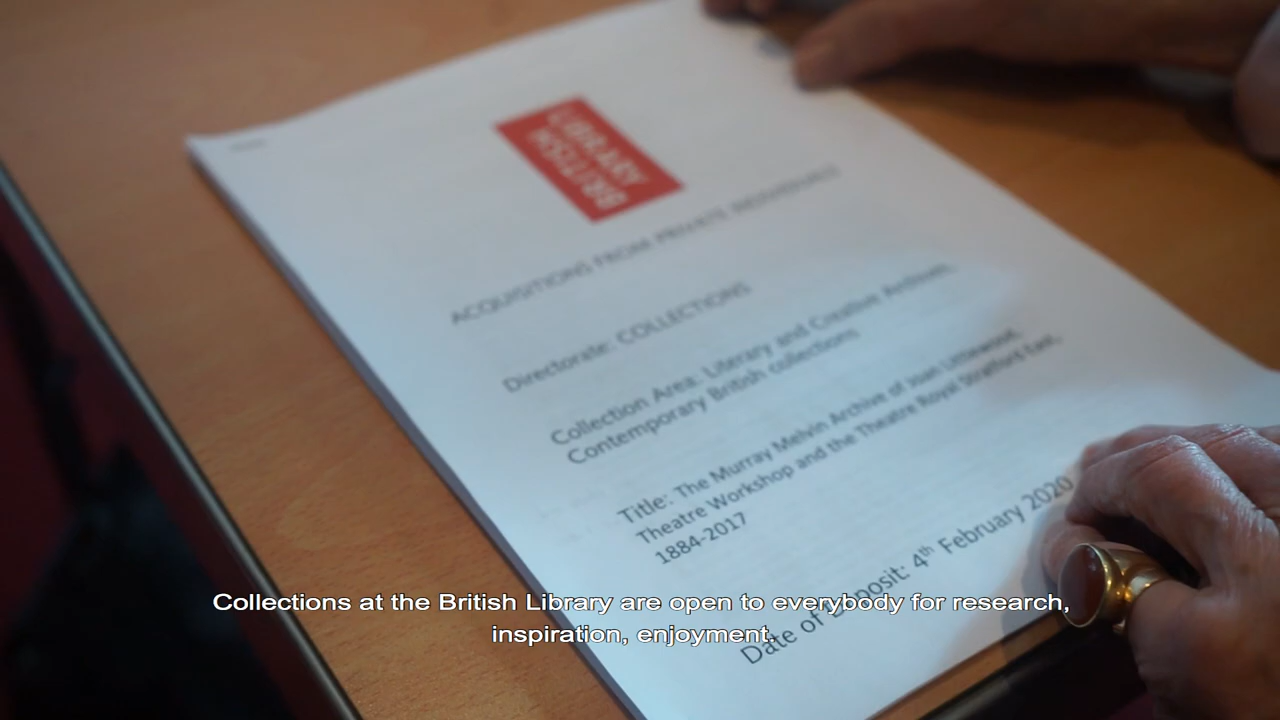 BRITISH
LIBRARY
ACQUISITIONS FROM PRIVATE INDIVIDUALS
Directorate: COLLECTIONS
Collection Area: Literary and Creative Archives,
Contemporary British collections
Title: The Murray Melvin Archive of Joan Littlewood,
Theatre Workshop and the Theatre Royal Stratford East,
1884-2017
Date of Deposit: 4th February 2020
Collections at the British Library are open to everybody for research,
inspiration, enjoyment.